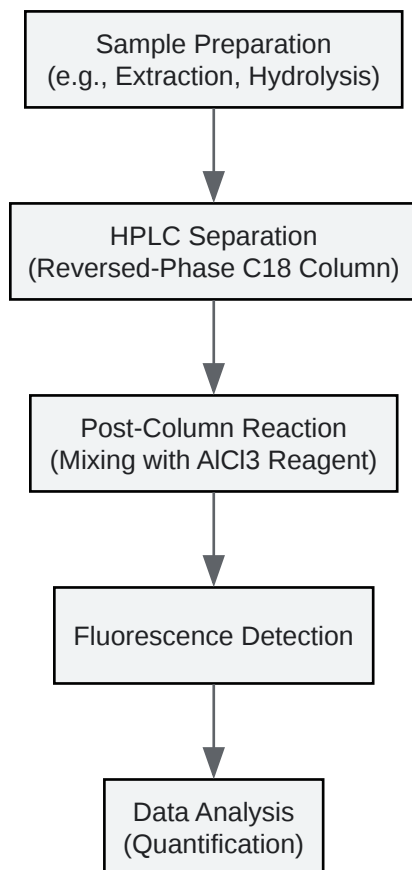 Sample Preparation
(e.g., Extraction, Hydrolysis)
HPLC Separation
(Reversed-Phase C18 Column)
Post-Column Reaction
(Mixing with AlCl3 Reagent)
Fluorescence Detection
Data Analysis
(Quantification)